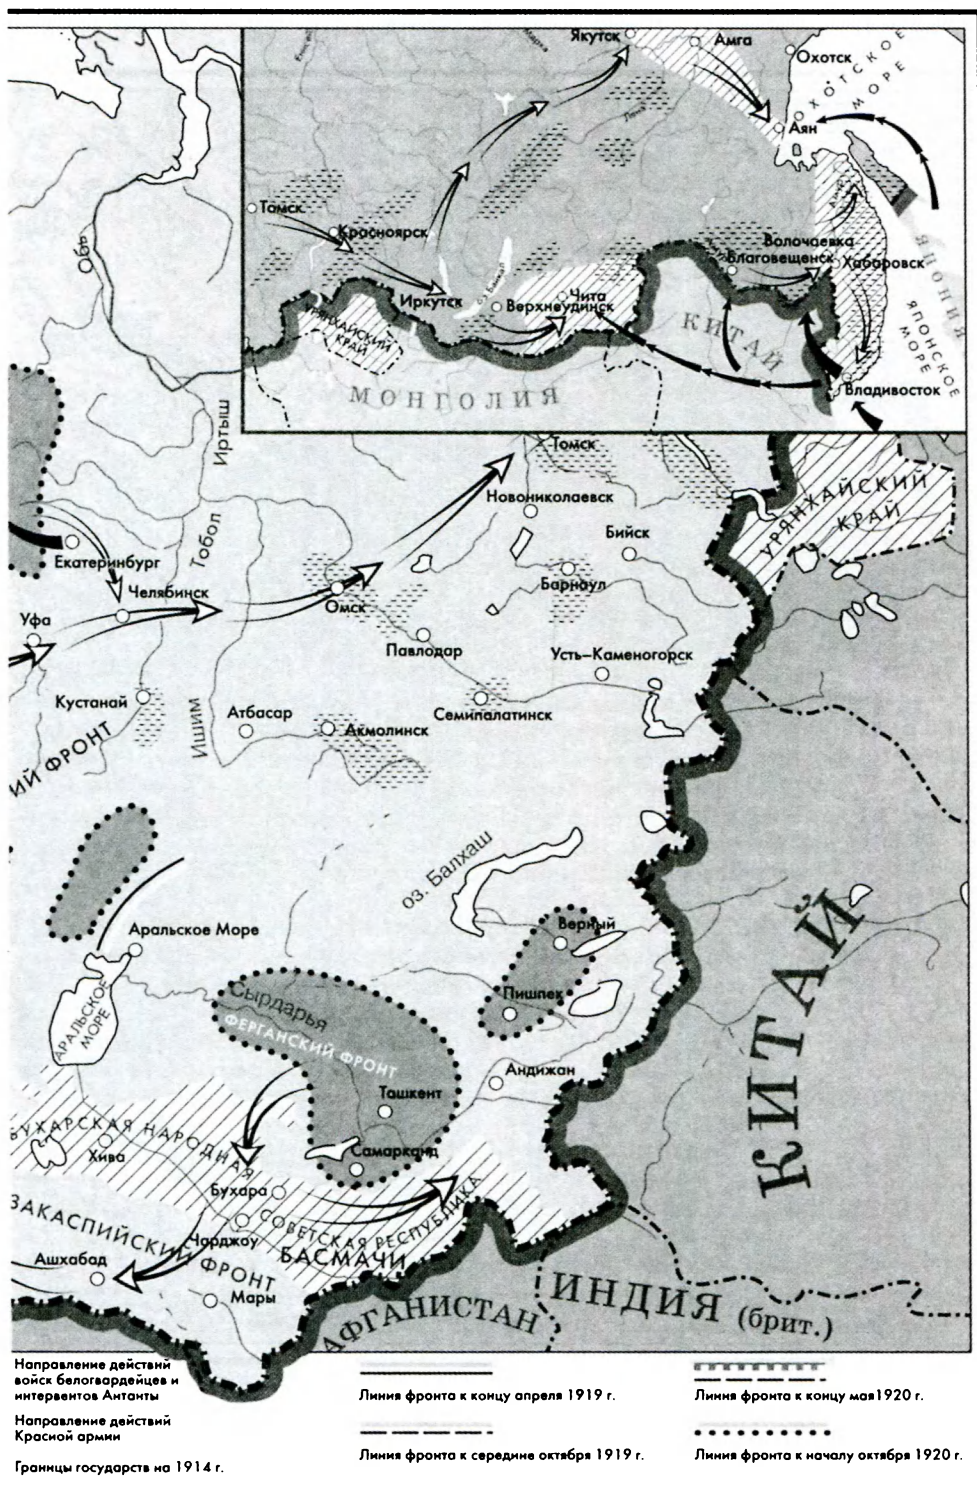 Якутск
Амга
Охотск
ОХОТСКОЕ
МОРЕ
Аян
Лена
Томск
Красноярск
Иркутск
оз. Байкал
Верхнеудинск
Чита
Благовещенск
Волочаевка
Хабаровск
ЯПОНИЯ
ЯПОНСКОЕ
МОРЕ
Владивосток
УРЯНХАЙСКИЙ
КРАЙ
КИТАЙ
МОНГОЛИЯ
Обь
Иртыш
Тобол
Томск
Новониколаевск
Бийск
Барнаул
УРЯНХАЙСКИЙ
КРАЙ
Екатеринбург
Челябинск
Уфа
Омск
Павлодар
Усть-Каменогорск
Кустанай
Ишим
Атбасар
Акмолинск
Семипалатинск
ИЙ ФРОНТ
оз. Балхаш
Аральское Море
АРАЛЬСКОЕ
МОРЕ
Верный
Пишпек
Сырдарья
ФЕРГАНСКИЙ ФРОНТ
Ташкент
Андижан
Самарканд
КИТАЙ
БУХАРСКАЯ НАРОДНАЯ
СОВЕТСКАЯ РЕСПУБЛИКА
Хива
Бухара
Чарджоу
БАСМАЧИ
ЗАКАСПИЙСКИЙ ФРОНТ
Ашхабад
Мары
АФГАНИСТАН
ИНДИЯ (брит.)
Направление действий
войск белогвардейцев и
интервентов Антанты
Направление действий
Красной армии
Границы государств на 1914 г.
Линия фронта к концу апреля 1919 г.
Линия фронта к середине октября 1919 г.
Линия фронта к концу мая1920 г.
Линия фронта к началу октября 1920 г.